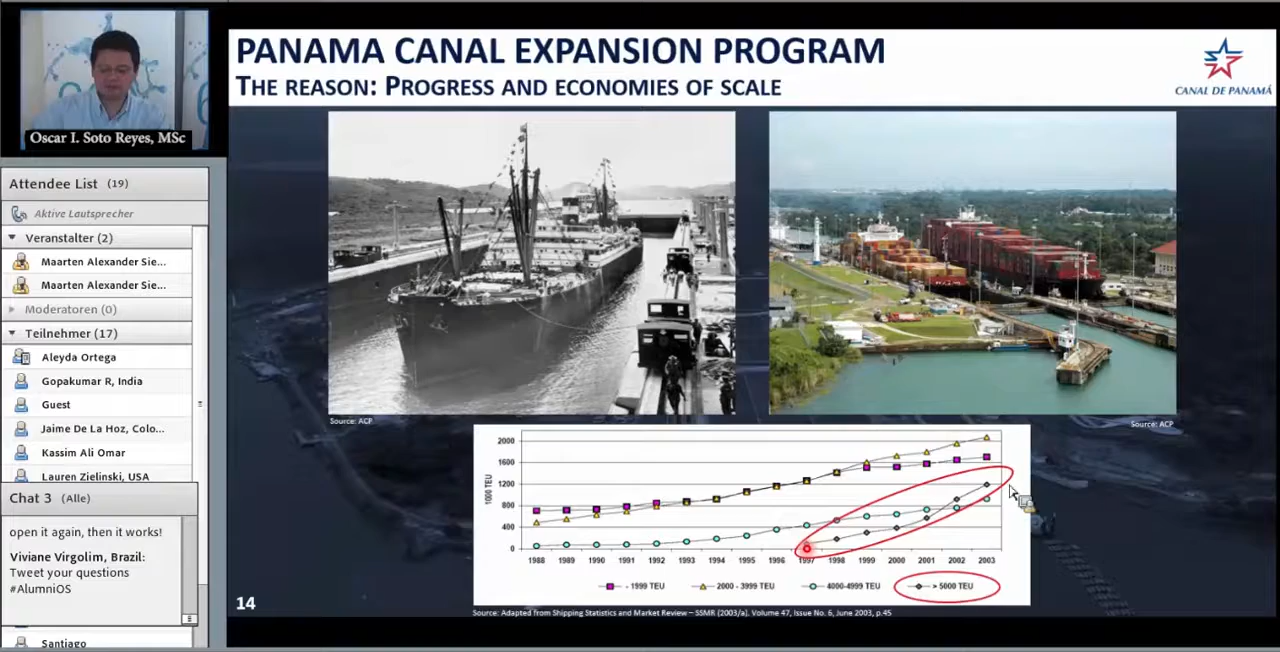 Oscar I. Soto Reyes, MSc
Attendee List (19)
Aktive Lautsprecher
Veranstalter (2)
Maarten Alexander Sie...
Maarten Alexander Sie...
Moderatoren (0)
Teilnehmer (17)
Aleyda Ortega
Gopakumar R, India
Guest
Jaime De La Hoz, Colo...
Kassim Ali Omar
Lauren Zielinski, USA
Chat 3 (Alle)
open it again, then it works!
Viviane Virgolim, Brazil:
Tweet your questions
#AlumniOS
Santiago
PANAMA CANAL EXPANSION PROGRAM
THE REASON: PROGRESS AND ECONOMIES OF SCALE
CANAL DE PANAMÁ
Source: ACP
Source: ACP
1000 TEU
2000
1600
1200
800
400
0
1988 1989 1990 1991 1992 1993 1994 1995 1996 1997 1998 1999 2000 2001 2002 2003
- 1999 TEU 2000 - 3999 TEU 4000-4999 TEU > 5000 TEU
14
Source: Adapted from Shipping Statistics and Market Review – SSMR (2003/a). Volume 47, Issue No. 6, June 2003, p.45